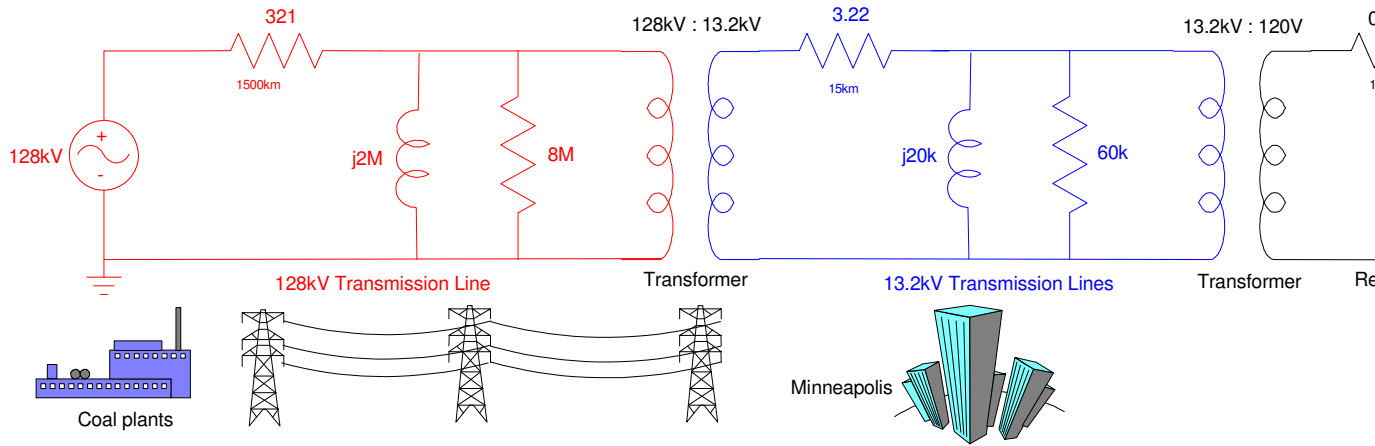 321
128kV : 13.2kV
3.22
13.2kV : 120V
1500km
15km
+
128kV
-
j2M
8M
j20k
60k
128kV Transmission Line
Transformer
13.2kV Transmission Lines
Transformer
Coal plants
Minneapolis